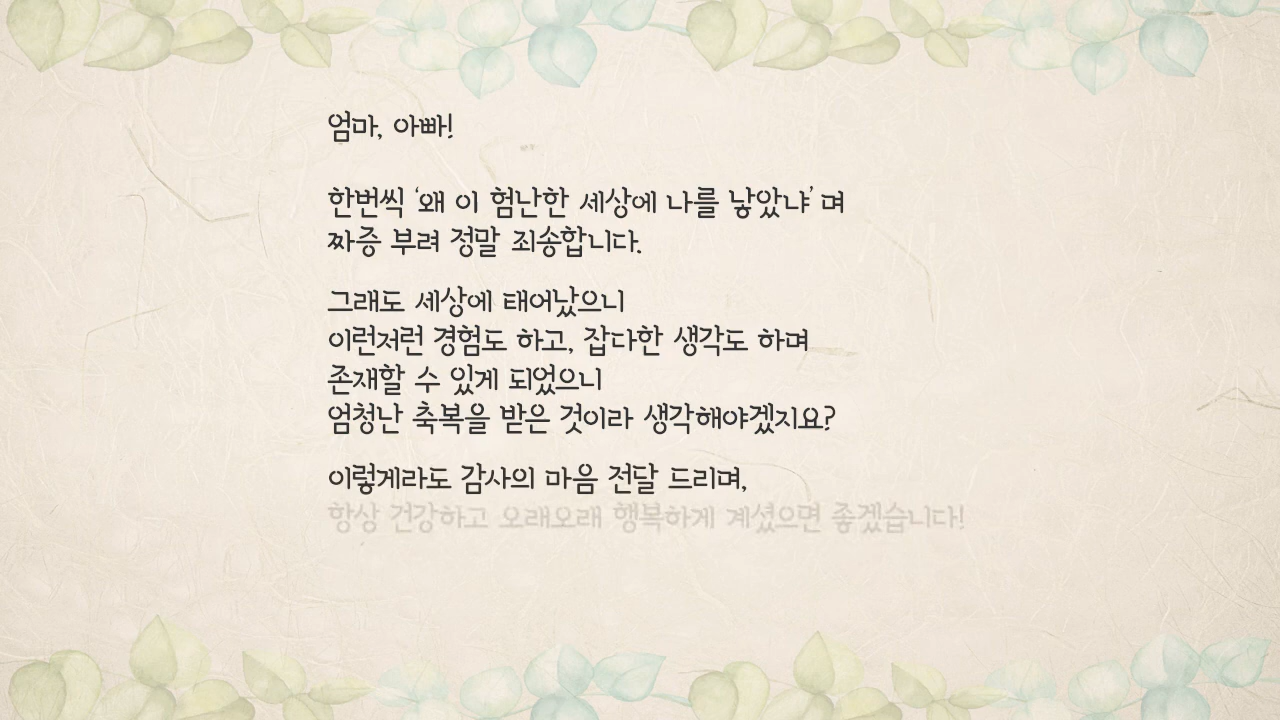 엄마, 아빠!
한번씩 ‘왜 이 험난한 세상에 나를 낳았냐’ 며
짜증 부려 정말 죄송합니다.
그래도 세상에 태어났으니
이런저런 경험도 하고, 잡다한 생각도 하며
존재할 수 있게 되었으니
엄청난 축복을 받은 것이라 생각해야겠지요?
이렇게라도 감사의 마음 전달 드리며,
항상 건강하고 오래오래 행복하게 계셨으면 좋겠습니다!